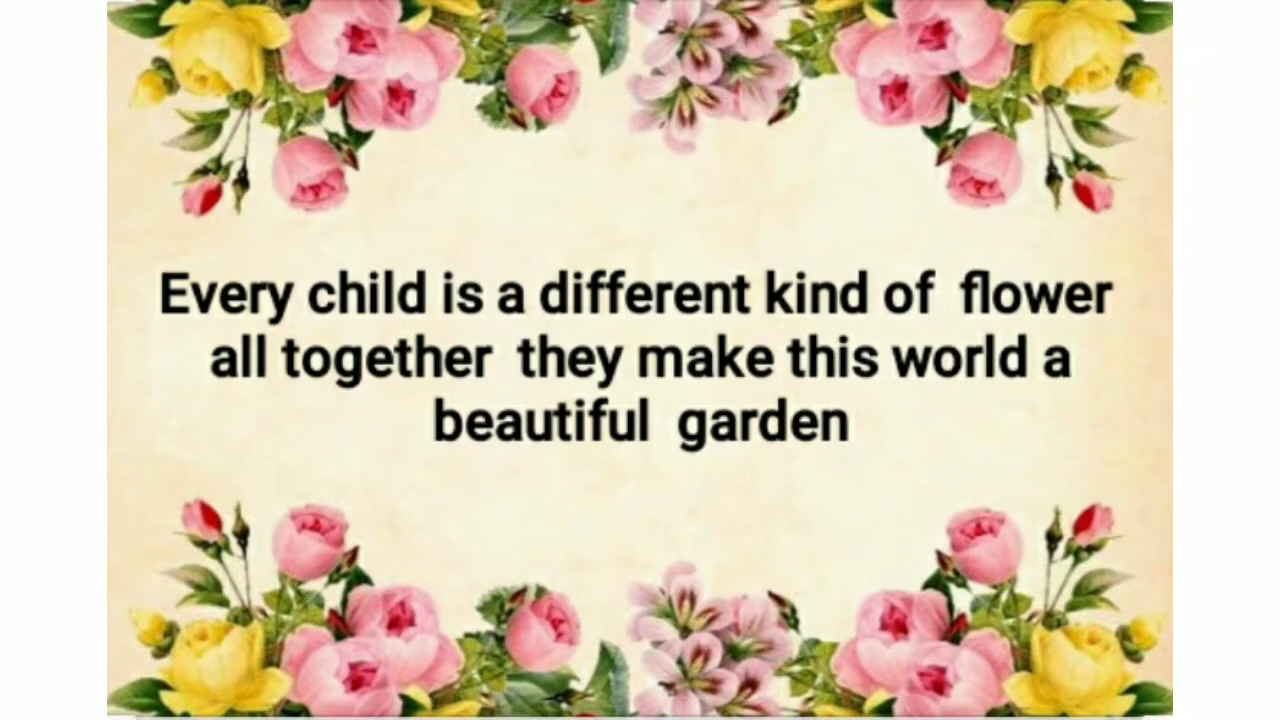 Every child is a different kind of flower
all together they make this world a
beautiful garden